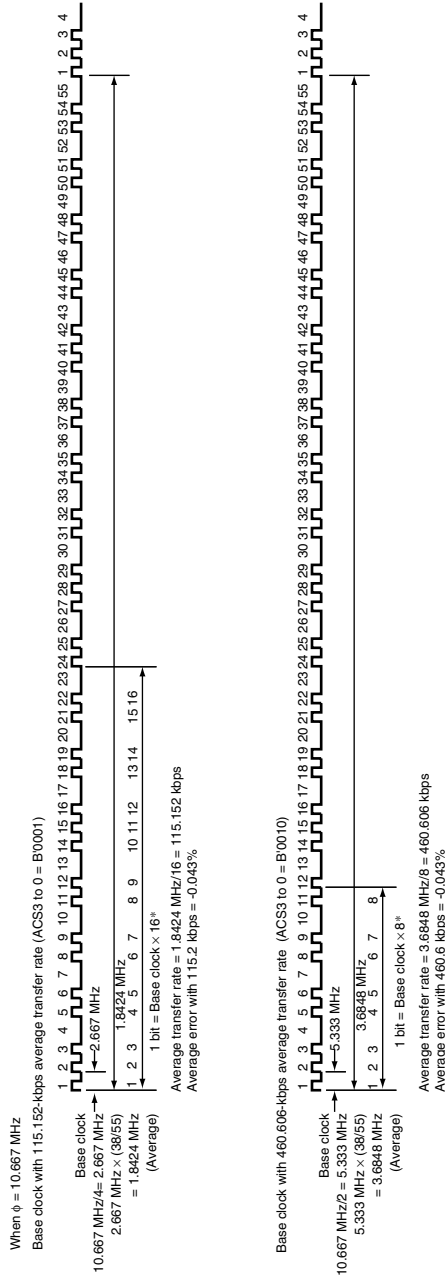 When ϕ = 10.667 MHz
Base clock with 115.152-kbps average transfer rate (ACS3 to 0 = B'0001)
1 2 3 4 5 6 7 8 9 10 11 12 13 14 15 16 17 18 19 20 21 22 23 24 25 26 27 28 29 30 31 32 33 34 35 36 37 38 39 40 41 42 43 44 45 46 47 48 49 50 51 52 53 54 55 1 2 3 4
Base clock
10.667 MHz/4= 2.667 MHz
2.667 MHz
2.667 MHz × (38/55)
1.8424 MHz
= 1.8424 MHz
1 2 3 4 5 6 7 8 9 10 11 12 13 14 15 16
(Average)
1 bit = Base clock × 16*
Average transfer rate = 1.8424 MHz/16 = 115.152 kbps
Average error with 115.2 kbps = -0.043%
Base clock with 460.606-kbps average transfer rate (ACS3 to 0 = B'0010)
1 2 3 4 5 6 7 8 9 10 11 12 13 14 15 16 17 18 19 20 21 22 23 24 25 26 27 28 29 30 31 32 33 34 35 36 37 38 39 40 41 42 43 44 45 46 47 48 49 50 51 52 53 54 55 1 2 3 4
Base clock
10.667 MHz/2 = 5.333 MHz
5.333 MHz
5.333 MHz × (38/55)
3.6848 MHz
= 3.6848 MHz
1 2 3 4 5 6 7 8
(Average)
1 bit = Base clock × 8*
Average transfer rate = 3.6848 MHz/8 = 460.606 kbps
Average error with 460.6 kbps = -0.043%